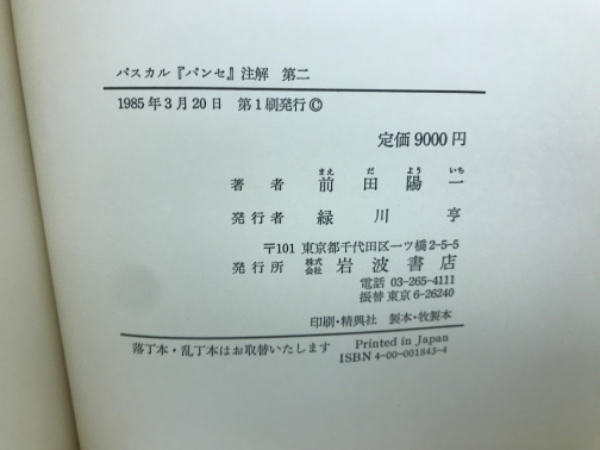 パスカル『パンセ』注解 第二
1985年3月20日 第1刷発行©
定価9000円
まえ だ よう いち
著者 前田陽一
発行者 緑川亨
〒101 東京都千代田区一ツ橋2-5-5
発行所 株式会社 岩波書店
電話 03-265-4111
振替 東京6-26240
印刷・精興社 製本・牧製本
落丁本・乱丁本はお取替いたします
Printed in Japan
ISBN 4-00-001843-4